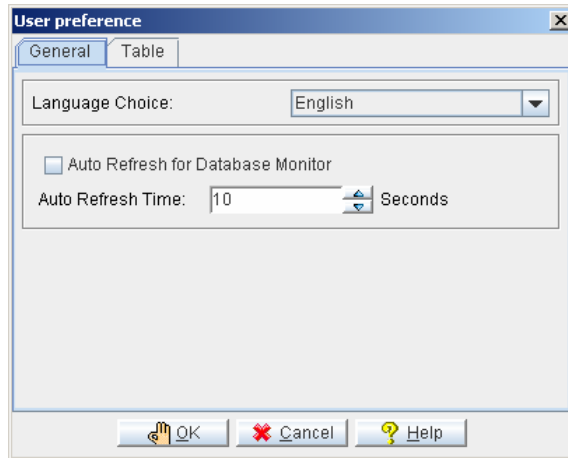 User preference
General Table
Language Choice: English
Auto Refresh for Database Monitor
Auto Refresh Time: 10 Seconds
OK Cancel Help